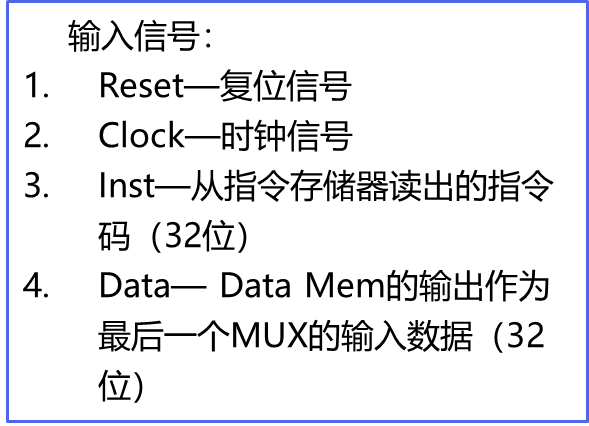 输入信号：
1. Reset—复位信号
2. Clock—时钟信号
3. Inst—从指令存储器读出的指令
码（32位）
4. Data— Data Mem的输出作为
最后一个MUX的输入数据（32
位）